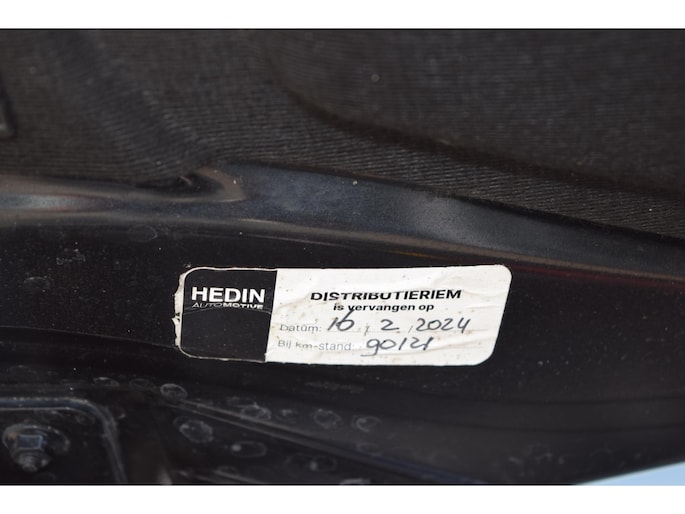 HEDIN
AUTOMOTIVE
DISTRIBUTIERIEM
is vervangen op
Datum: 16, 2, 2024
Bij km-stand: 90121